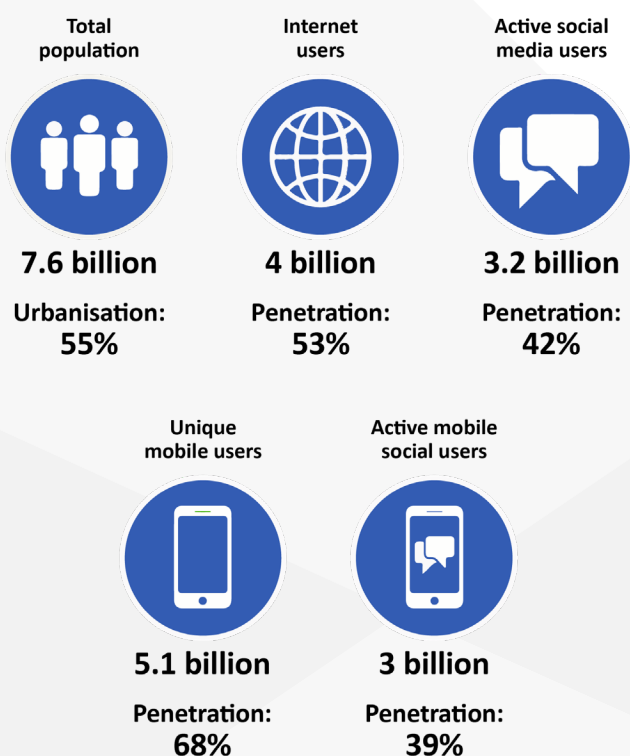 Total
population
7.6 billion
Urbanisation:
55%
Internet
users
4 billion
Penetration:
53%
Active social
media users
3.2 billion
Penetration:
42%
Unique
mobile users
5.1 billion
Penetration:
68%
Active mobile
social users
3 billion
Penetration:
39%